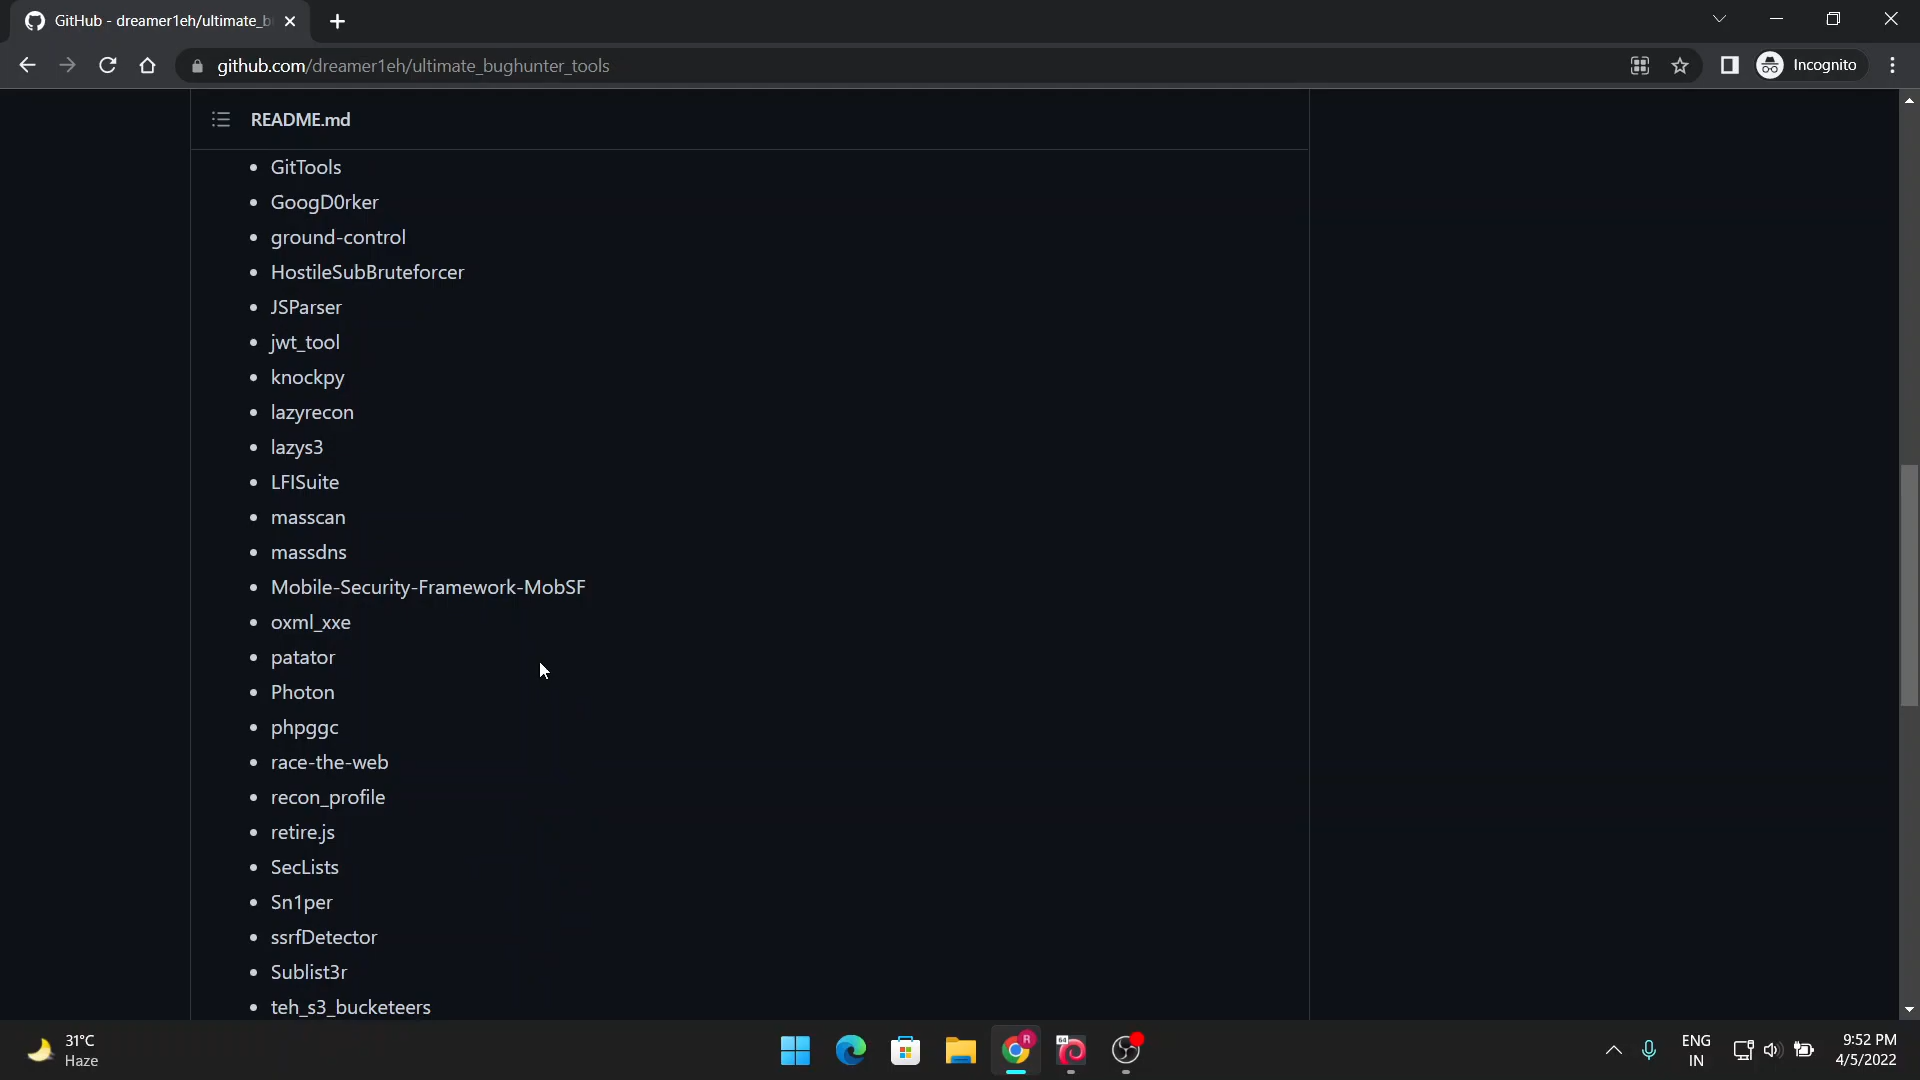 GitHub - dreamer1eh/ultimate_b
github.com/dreamer1eh/ultimate_bughunter_tools
Incognito
README.md
GitTools
GoogD0rker
ground-control
HostileSubBruteforcer
JSParser
jwt_tool
knockpy
lazyrecon
lazys3
LFISuite
masscan
massdns
Mobile-Security-Framework-MobSF
oxml_xxe
patator
Photon
phpggc
race-the-web
recon_profile
retire.js
SecLists
Sn1per
ssrfDetector
Sublist3r
teh_s3_bucketeers
31°C
Haze
R
64
ENG
IN
9:52 PM
4/5/2022